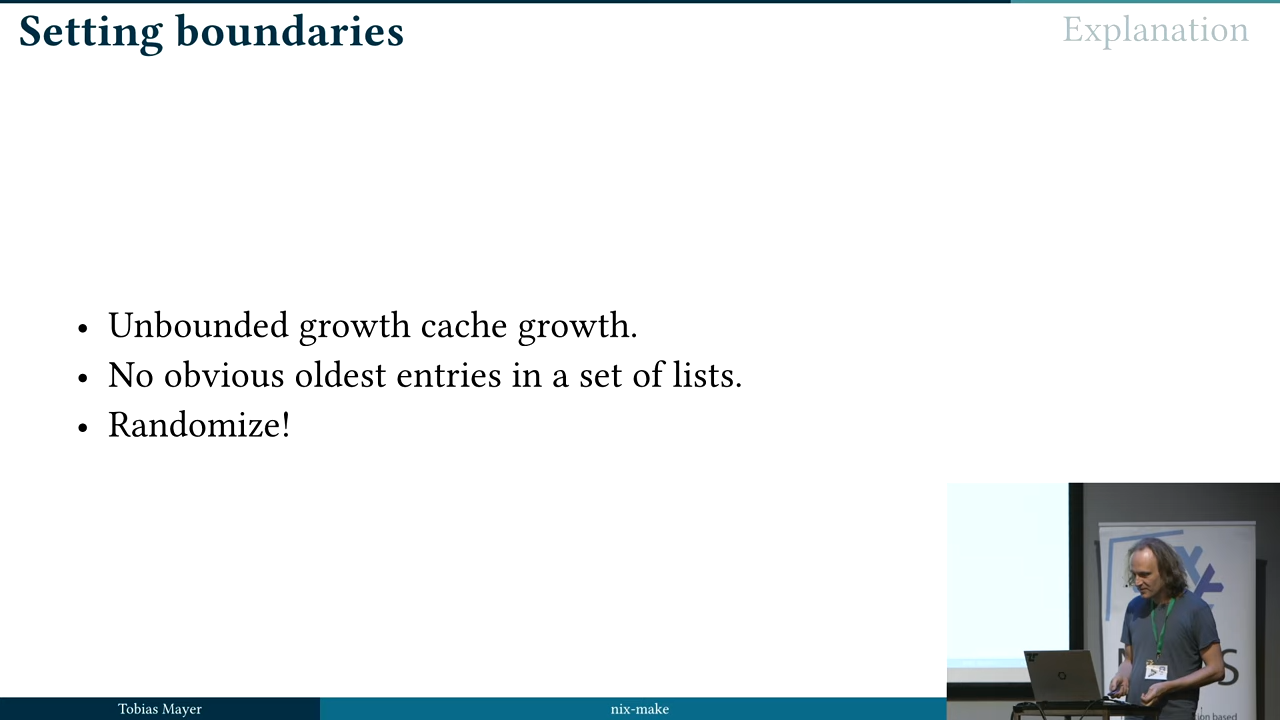 Setting boundaries
Explanation
• Unbounded growth cache growth.
• No obvious oldest entries in a set of lists.
• Randomize!
Tobias Mayer
nix-make